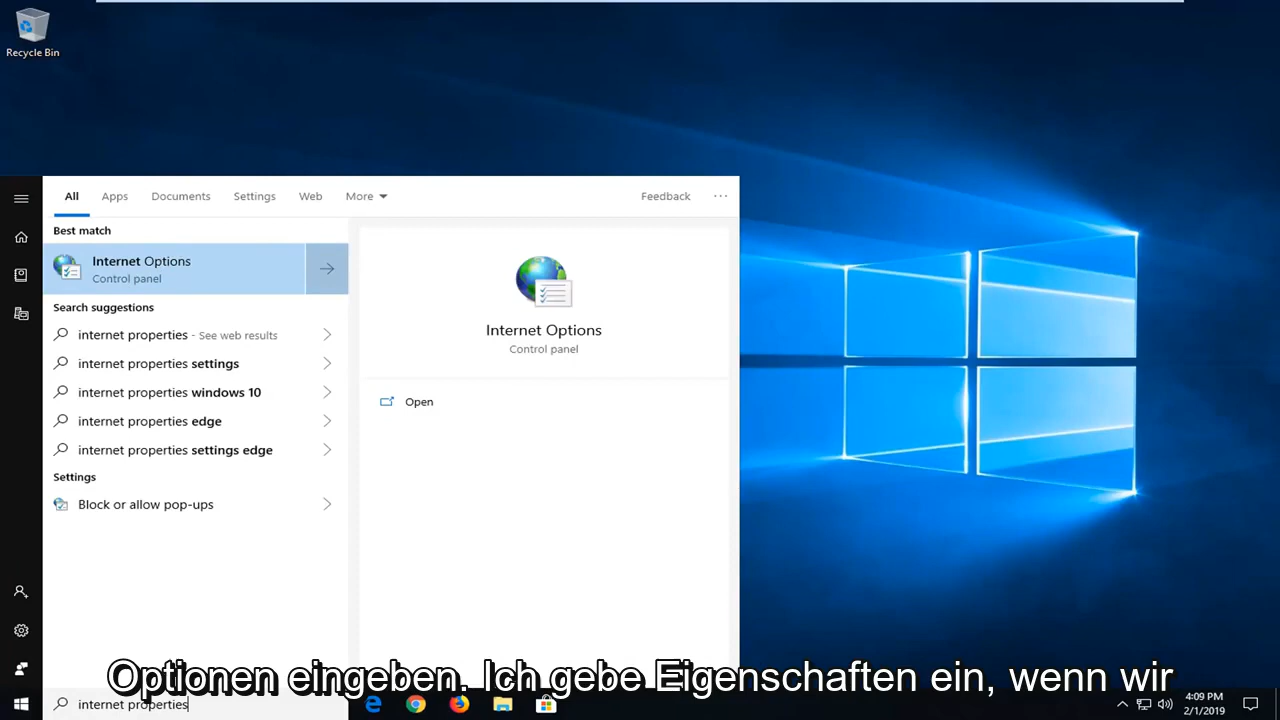 Recycle Bin
All Apps Documents Settings Web More Feedback ...
Best match
Internet Options
Control panel
Search suggestions
internet properties - See web results
internet properties settings
internet properties windows 10
internet properties edge
internet properties settings edge
Settings
Block or allow pop-ups
Internet Options
Control panel
Open
Optionen eingeben. Ich gebe Eigenschaften ein, wenn wir
internet properties
4:09 PM
2/1/2019